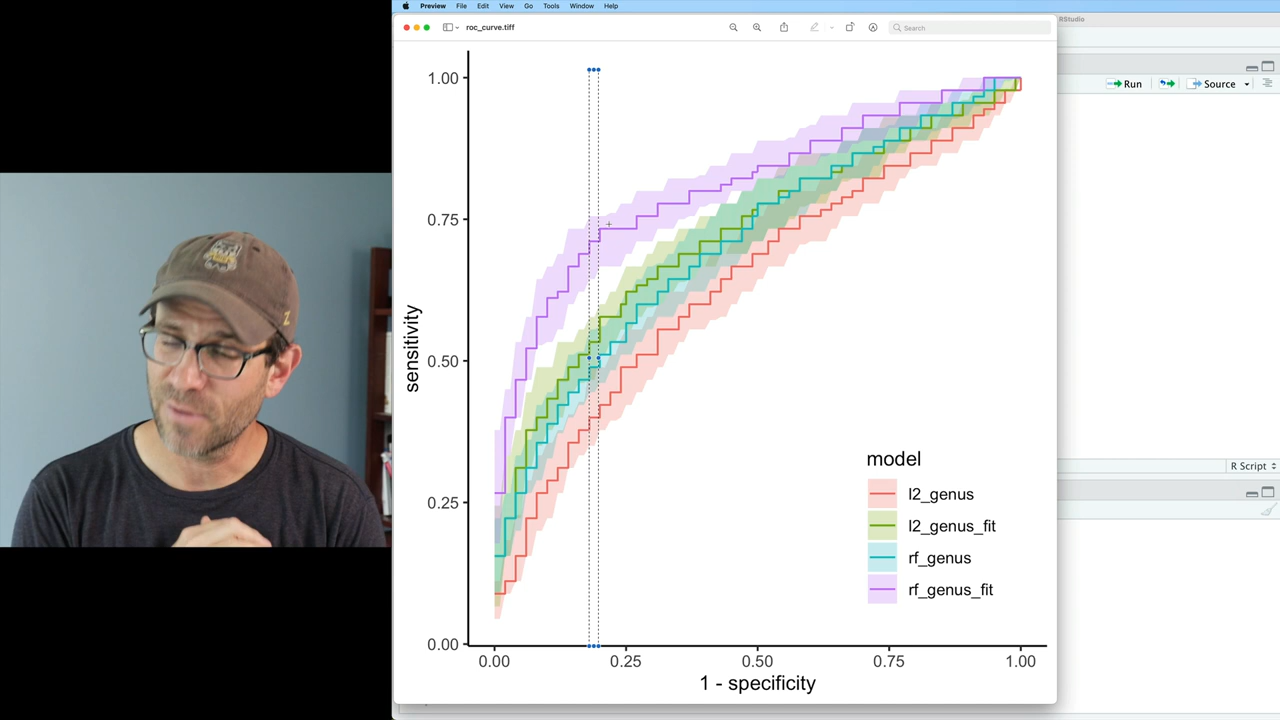 Preview File Edit View Go Tools Window Help
RStudio
roc_curve.tiff
Search
Run Source
1.00
0.75
0.50
0.25
0.00
sensitivity
model
l2_genus
l2_genus_fit
rf_genus
rf_genus_fit
0.00 0.25 0.50 0.75 1.00
1 - specificity
R Script
Z